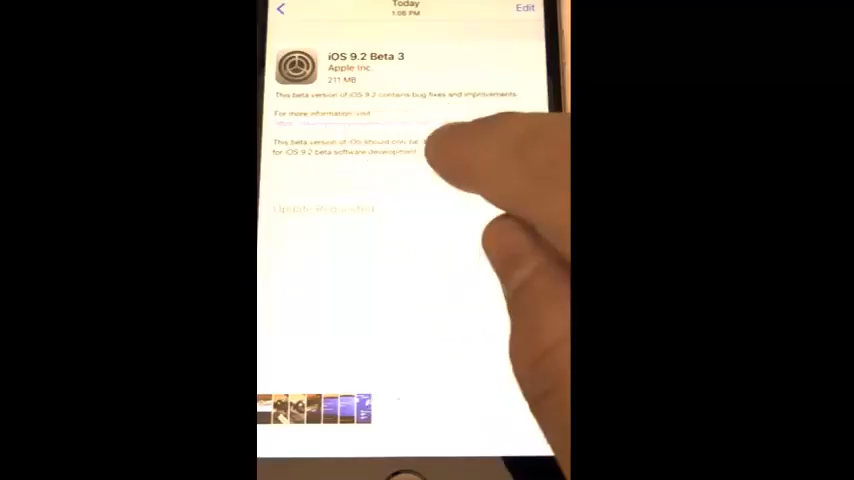 Today
1:06 PM
Edit
iOS 9.2 Beta 3
Apple Inc.
211 MB
This beta version of iOS 9.2 contains bug fixes and improvements.
For more information, visit
This beta version of iOS should only be
for iOS 9.2 beta software development
Update Requested